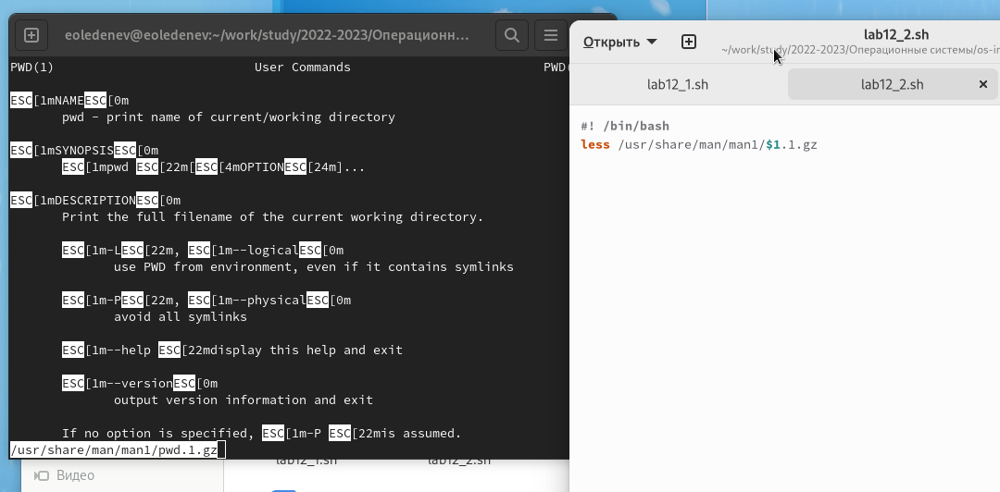 eoledenev@eoledenev:~/work/study/2022-2023/Операционн...
PWD(1) User Commands PWD(
ESC[1mNAMEESC[0m
pwd - print name of current/working directory
ESC[1mSYNOPSISESC[0m
ESC[1mpwd ESC[22m[ESC[4mOPTIONESC[24m]...
ESC[1mDESCRIPTIONESC[0m
Print the full filename of the current working directory.
ESC[1m-LESC[22m, ESC[1m--logicalESC[0m
use PWD from environment, even if it contains symlinks
ESC[1m-PESC[22m, ESC[1m--physicalESC[0m
avoid all symlinks
ESC[1m--help ESC[22mdisplay this help and exit
ESC[1m--versionESC[0m
output version information and exit
If no option is specified, ESC[1m-P ESC[22mis assumed.
/usr/share/man/man1/pwd.1.gz
lab12_1.sh lab12_2.sh
Видео
Открыть
lab12_2.sh
~/work/study/2022-2023/Операционные системы/os-in
lab12_1.sh lab12_2.sh
#! /bin/bash
less /usr/share/man/man1/$1.1.gz